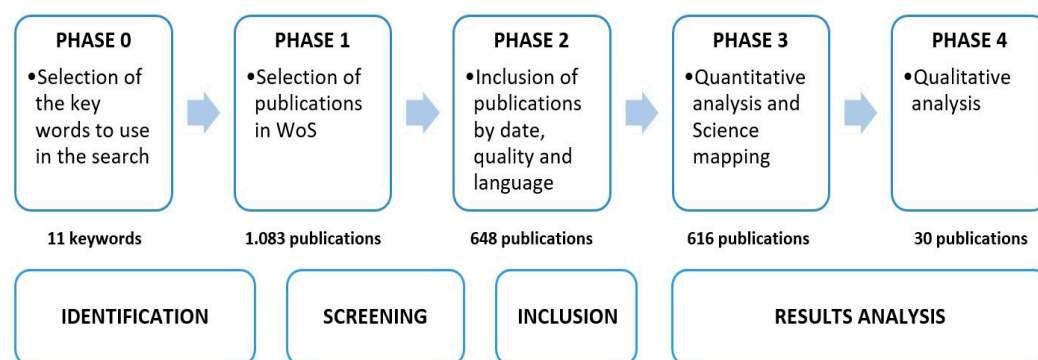 PHASE 0
•Selection of
the key
words to use
in the search
PHASE 1
•Selection of
publications
in WoS
PHASE 2
•Inclusion of
publications
by date,
quality and
language
PHASE 3
•Quantitative
analysis and
Science
mapping
PHASE 4
•Qualitative
analysis
11 keywords
1.083 publications
648 publications
616 publications
30 publications
IDENTIFICATION
SCREENING
INCLUSION
RESULTS ANALYSIS